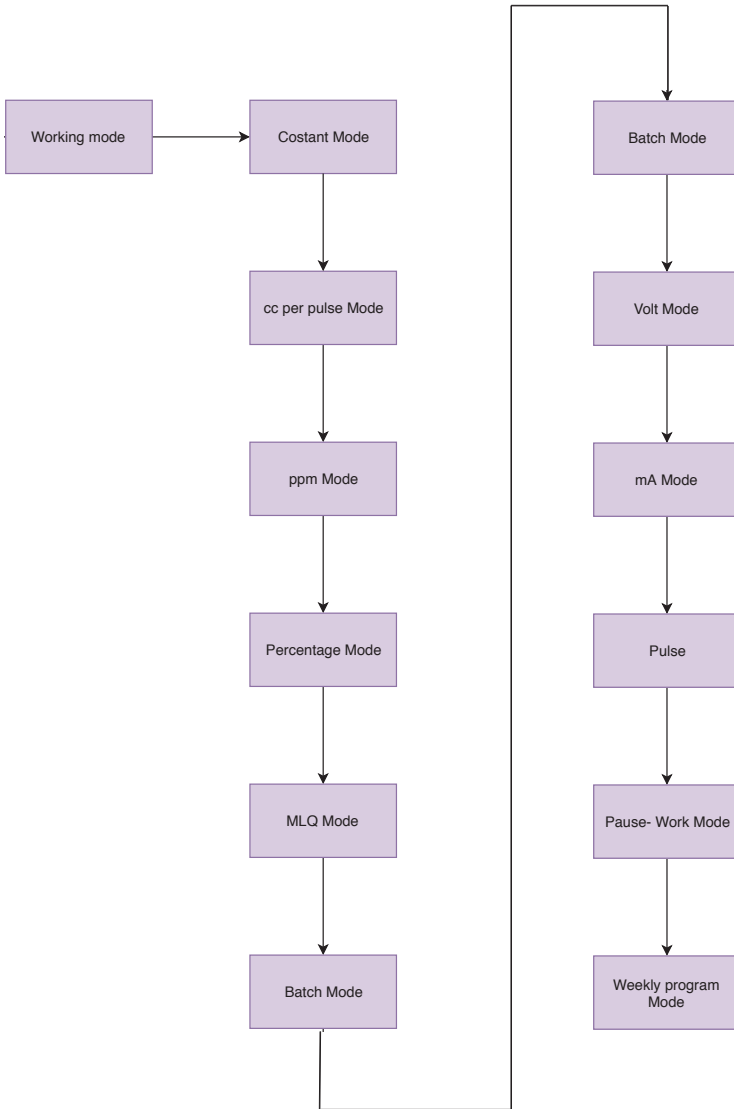 Working mode
Costant Mode
cc per pulse Mode
ppm Mode
Percentage Mode
MLQ Mode
Batch Mode
Batch Mode
Volt Mode
mA Mode
Pulse
Pause- Work Mode
Weekly program
Mode